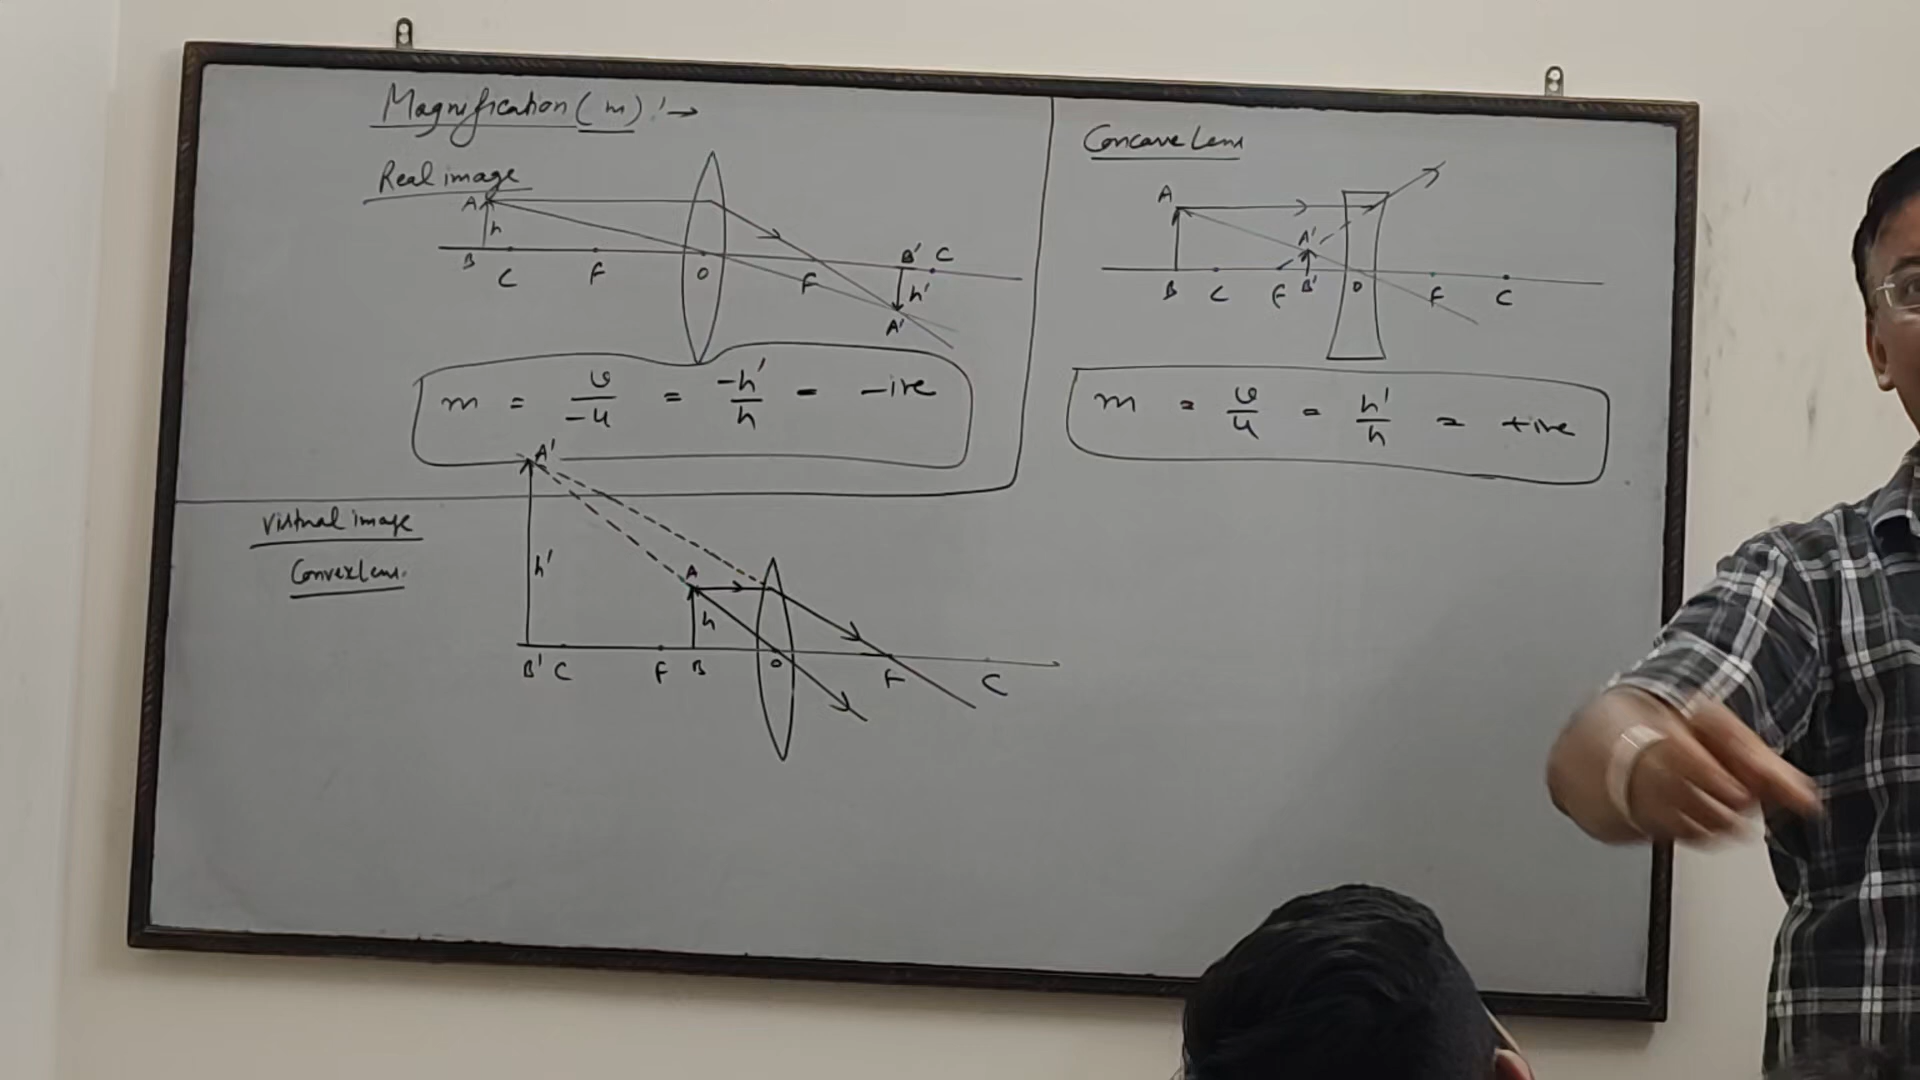 Magnification (m) :→
Real image
A
h
B C F O F B' C
h'
A'
m = v/-u = -h'/h = -ive
Concave Lens
A
A'
B C F B' O F C
m = v/u = h'/h = +ive
Virtual image
Convex Lens.
A'
h'
A
h
B' C F B O F C